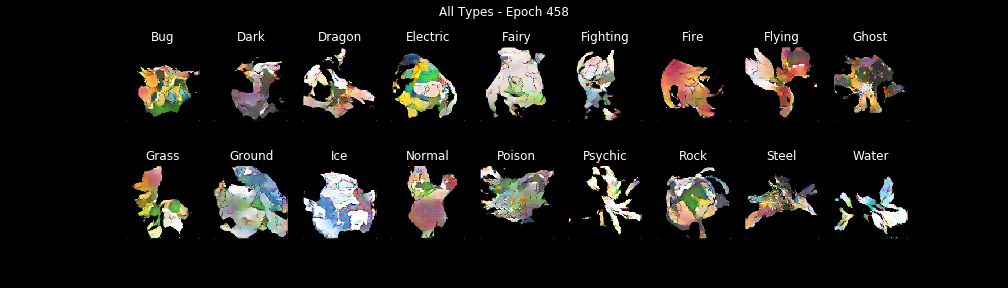 All Types - Epoch 458
Bug Dark Dragon Electric Fairy Fighting Fire Flying Ghost
Grass Ground Ice Normal Poison Psychic Rock Steel Water